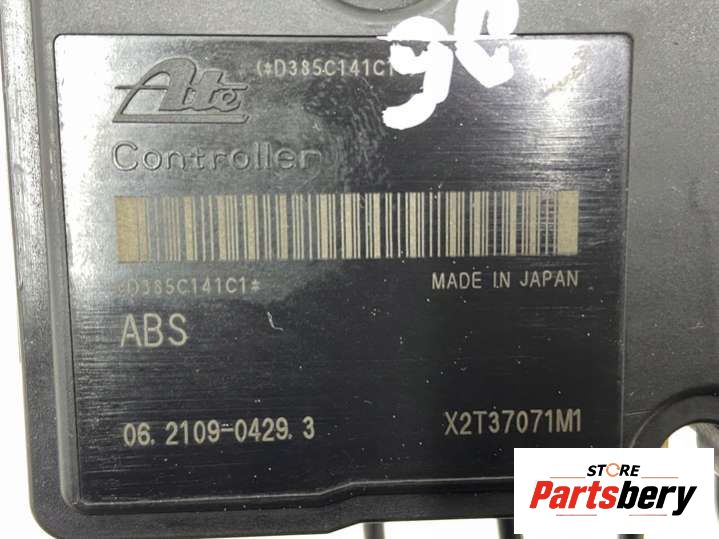 (*D385C141C1
Ate
Controller
*D385C141C1*
MADE IN JAPAN
ABS
06.2109-0429.3
X2T37071M1
STORE
Partsbery